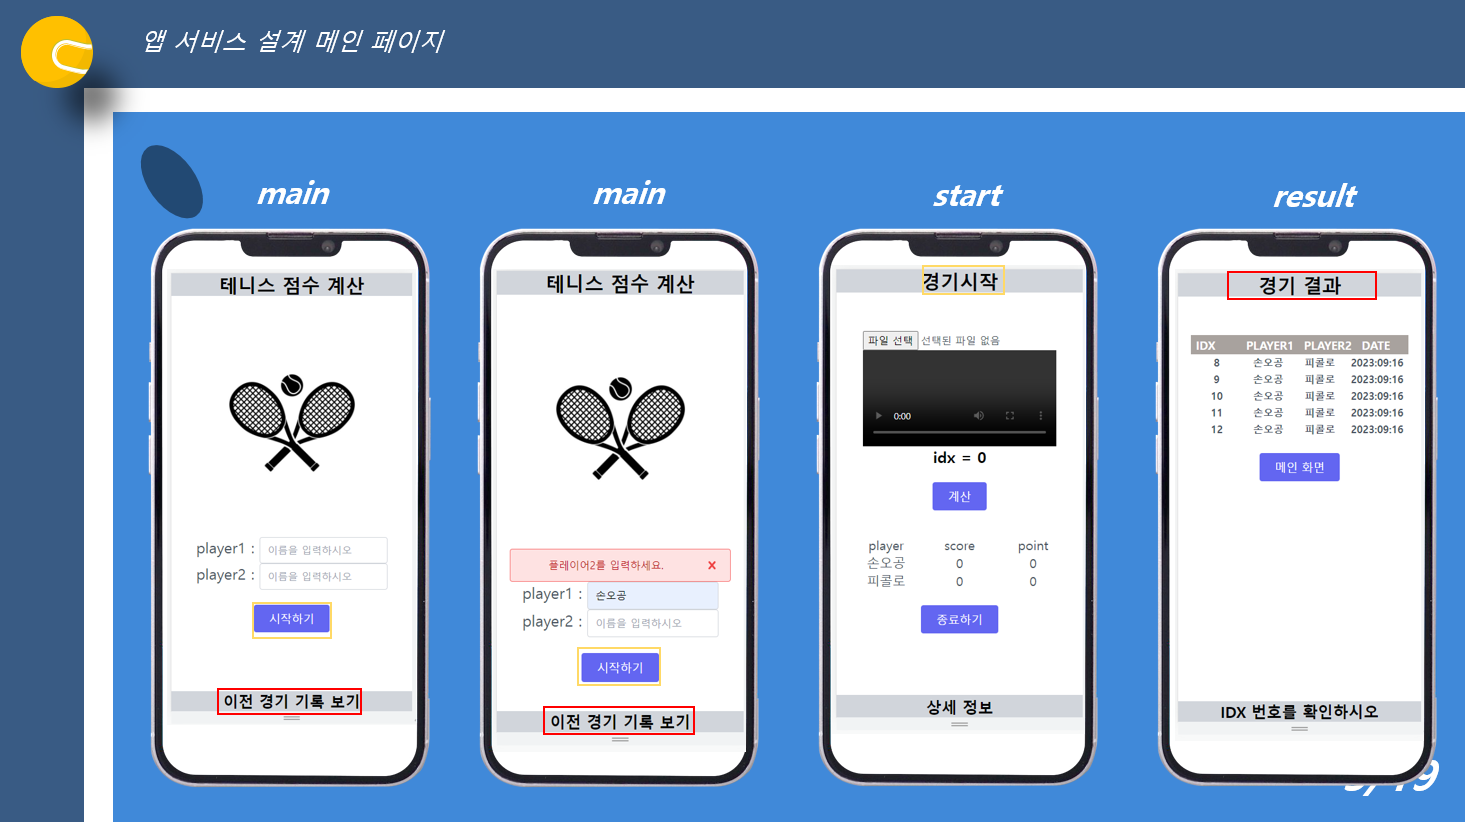 앱 서비스 설계 메인 페이지
main
테니스 점수 계산
player1 : 이름을 입력하시오
player2 : 이름을 입력하시오
시작하기
이전 경기 기록 보기
main
테니스 점수 계산
플레이어2를 입력하세요. ×
player1 : 손오공
player2 : 이름을 입력하시오
시작하기
이전 경기 기록 보기
start
경기시작
파일 선택 선택된 파일 없음
0:00
idx = 0
계산
player score point
손오공 0 0
피콜로 0 0
종료하기
상세 정보
result
경기 결과
IDX PLAYER1 PLAYER2 DATE
8 손오공 피콜로 2023:09:16
9 손오공 피콜로 2023:09:16
10 손오공 피콜로 2023:09:16
11 손오공 피콜로 2023:09:16
12 손오공 피콜로 2023:09:16
메인 화면
IDX 번호를 확인하시오